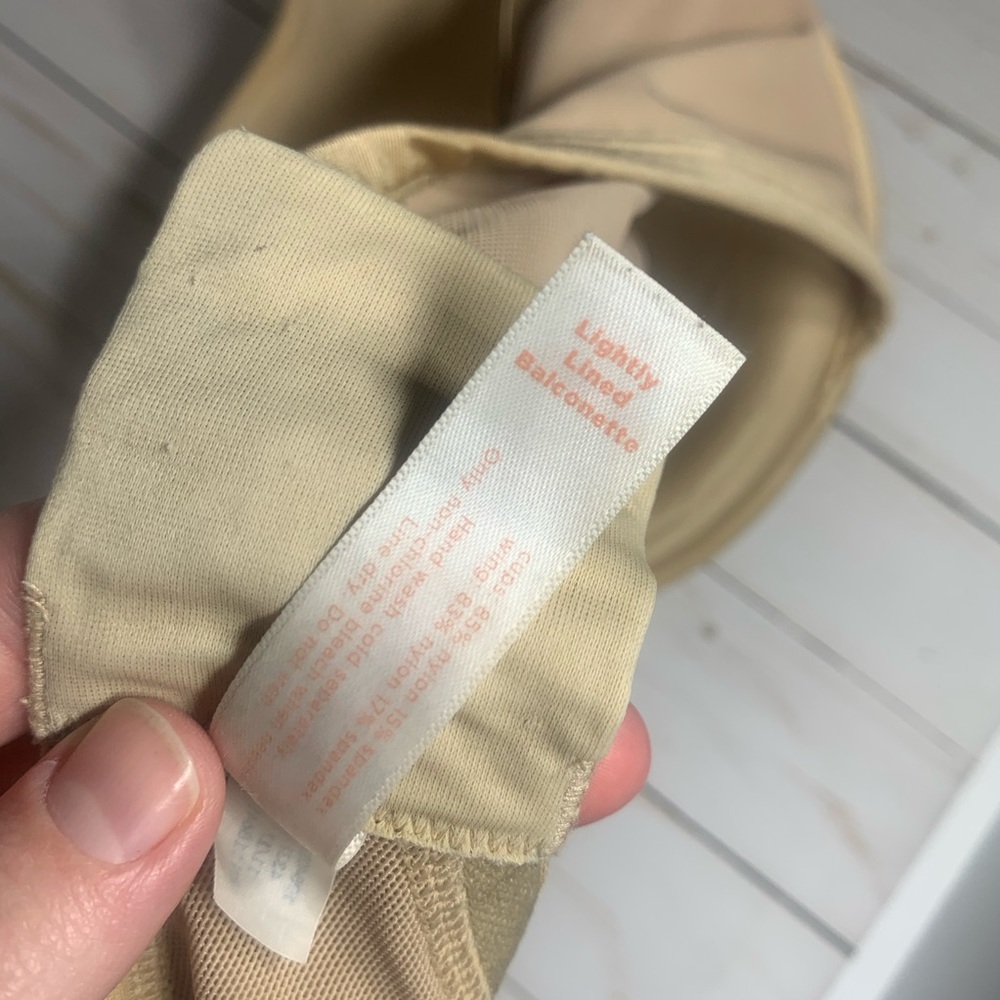 Lightly
Lined
Balconette
cups 85% nylon 15% spandex
wing 83% nylon 17% spandex
Hand wash cold separately
Only non-chlorine bleach when
Line dry. Do not